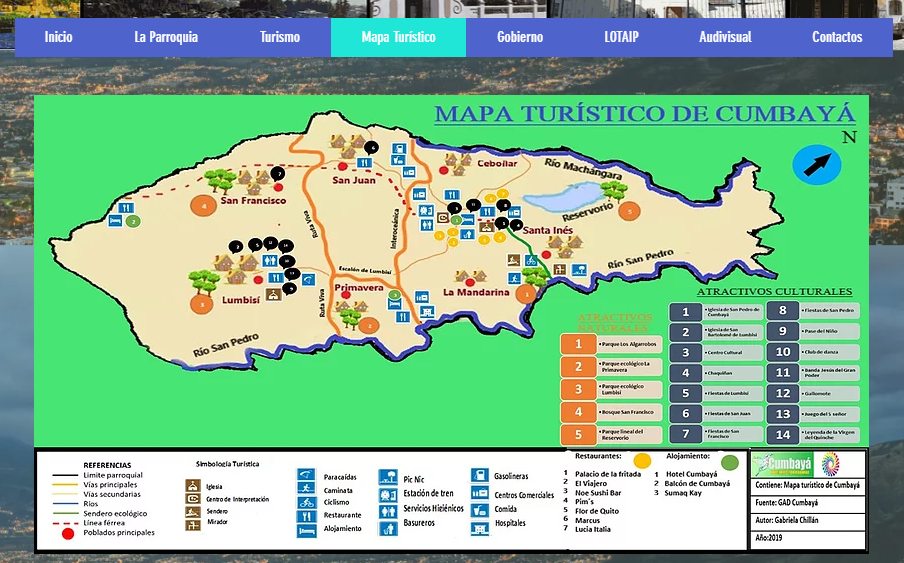 Inicio
La Parroquia
Turismo
Mapa Turístico
Gobierno
LOTAIP
Audivisual
Contactos
MAPA TURÍSTICO DE CUMBAYÁ
N
Cebollar
Río Machángara
San Juan
San Francisco
Ruta Viva
Interoceánica
Reservorio
Santa Inés
Río San Pedro
Escalón de Lumbisí
Lumbisí
Primavera
La Mandarina
Ruta Viva
Río San Pedro
ATRACTIVOS NATURALES
1 • Parque Los Algarrobos
2 • Parque ecológico La Primavera
3 • Parque ecológico Lumbisí
4 • Bosque San Francisco
5 • Parque lineal del Reservorio
ATRACTIVOS CULTURALES
1 • Iglesia de San Pedro de Cumbayá
2 • Iglesia de San Bartolomé de Lumbisí
3 • Centro Cultural
4 • Chaquiñan
5 • Fiestas de Lumbisí
6 • Fiestas de San Juan
7 • Fiestas de San Francisco
8 • Fiestas de San Pedro
9 • Pase del Niño
10 • Club de danza
11 • Banda Jesús del Gran Poder
12 • Gallomote
13 • Juego del 5 señor
14 • Leyenda de la Virgen del Quinche
REFERENCIAS
Límite parroquial
Vías principales
Vías secundarias
Ríos
Sendero ecológico
Línea férrea
Poblados principales
Simbología Turística
Iglesia
Centro de Interpretación
Sendero
Mirador
Paracaídas
Caminata
Ciclismo
Restaurante
Alojamiento
Pic Nic
Estación de tren
Servicios Higiénicos
Basureros
Gasolineras
Centros Comerciales
Comida
Hospitales
Restaurantes:
1 Palacio de la fritada
2 El Viajero
3 Noe Sushi Bar
4 Pim´s
5 Flor de Quito
6 Marcus
7 Lucia Italia
Alojamiento:
1 Hotel Cumbayá
2 Balcón de Cumbayá
3 Sumaq Kay
Cumbayá
Contiene: Mapa turístico de Cumbayá
Fuente: GAD Cumbayá
Autor: Gabriela Chillán
Año:2019